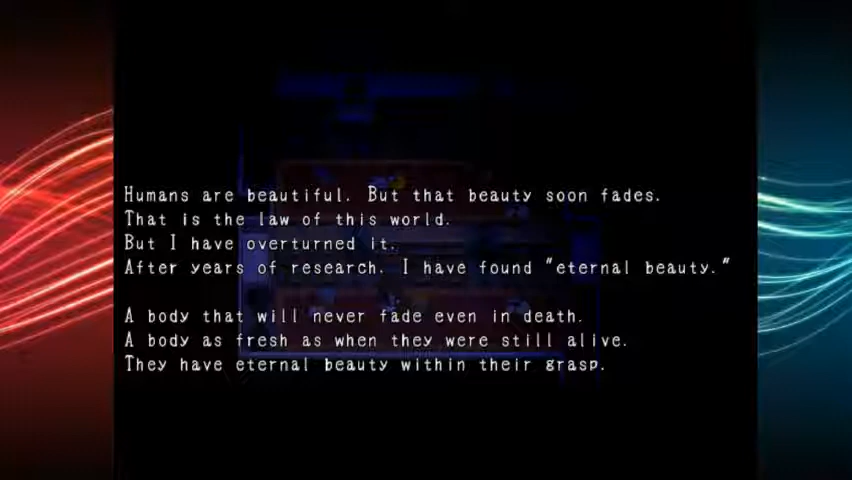 Humans are beautiful. But that beauty soon fades.
That is the law of this world.
But I have overturned it.
After years of research, I have found "eternal beauty."
A body that will never fade even in death.
A body as fresh as when they were still alive.
They have eternal beauty within their grasp.